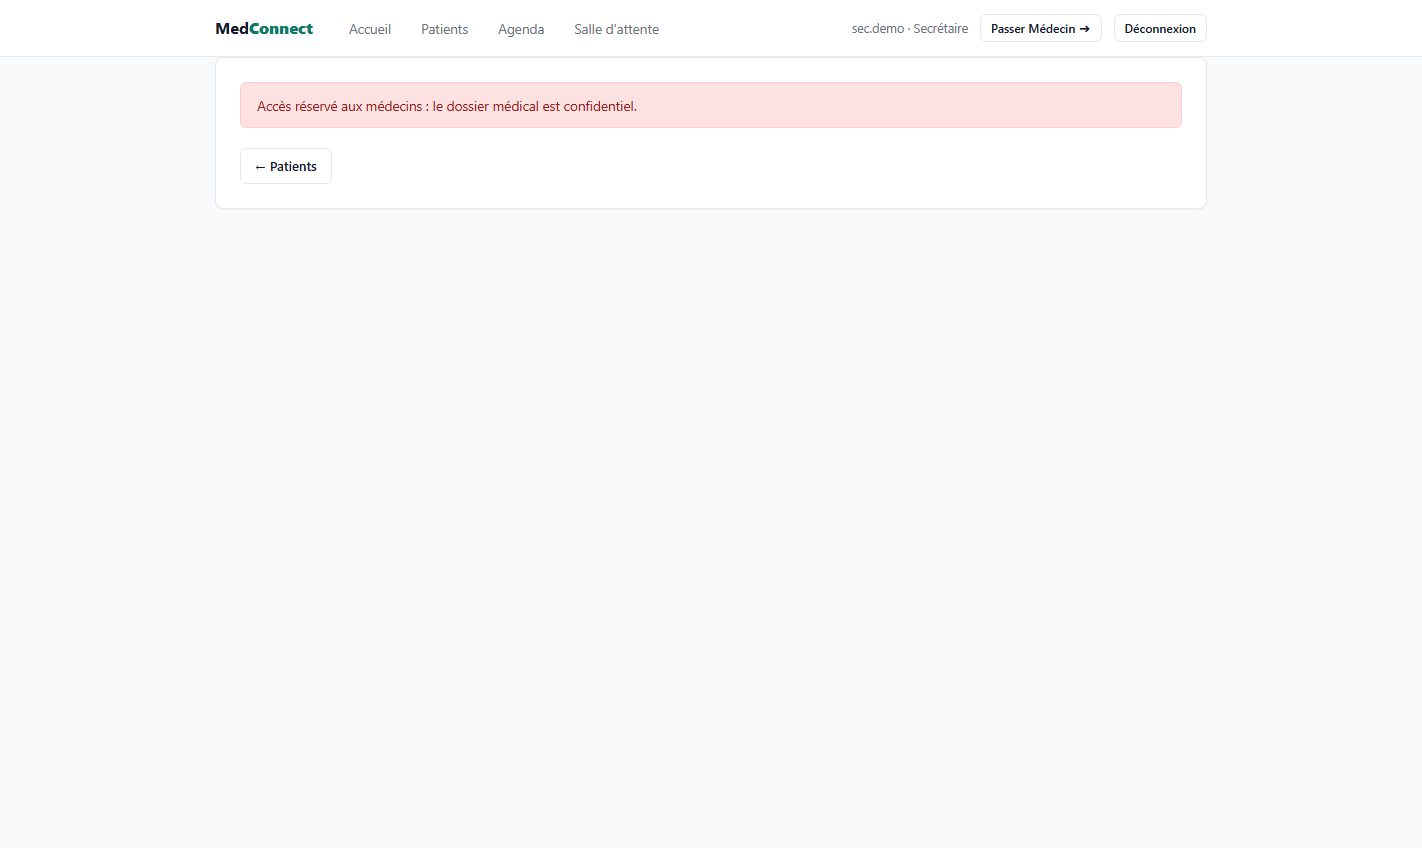 MedConnect Accueil Patients Agenda Salle d'attente sec.demo · Secrétaire Passer Médecin → Déconnexion
Accès réservé aux médecins : le dossier médical est confidentiel.
← Patients